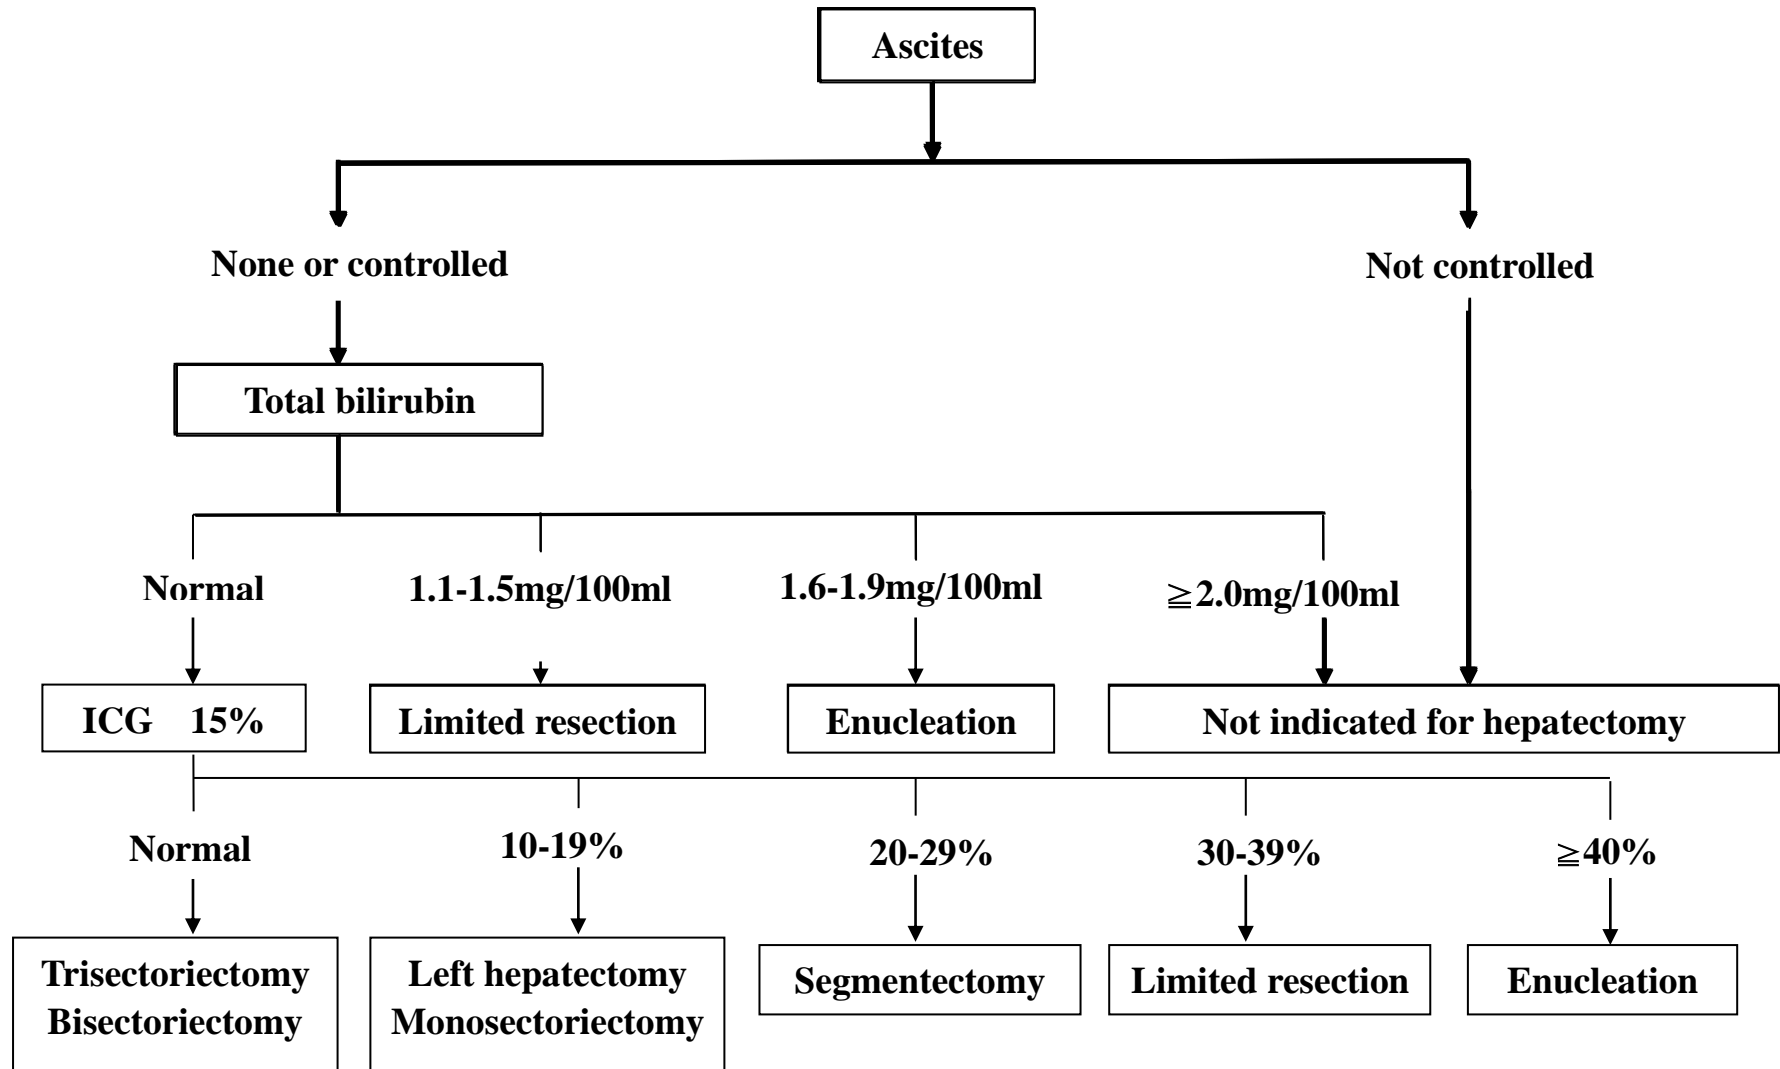 Ascites
None or controlled
Not controlled
Total bilirubin
Normal
1.1-1.5mg/100ml
1.6-1.9mg/100ml
≧2.0mg/100ml
ICG 15%
Limited resection
Enucleation
Not indicated for hepatectomy
Normal
10-19%
20-29%
30-39%
≧40%
Trisectoriectomy
Bisectoriectomy
Left hepatectomy
Monosectoriectomy
Segmentectomy
Limited resection
Enucleation